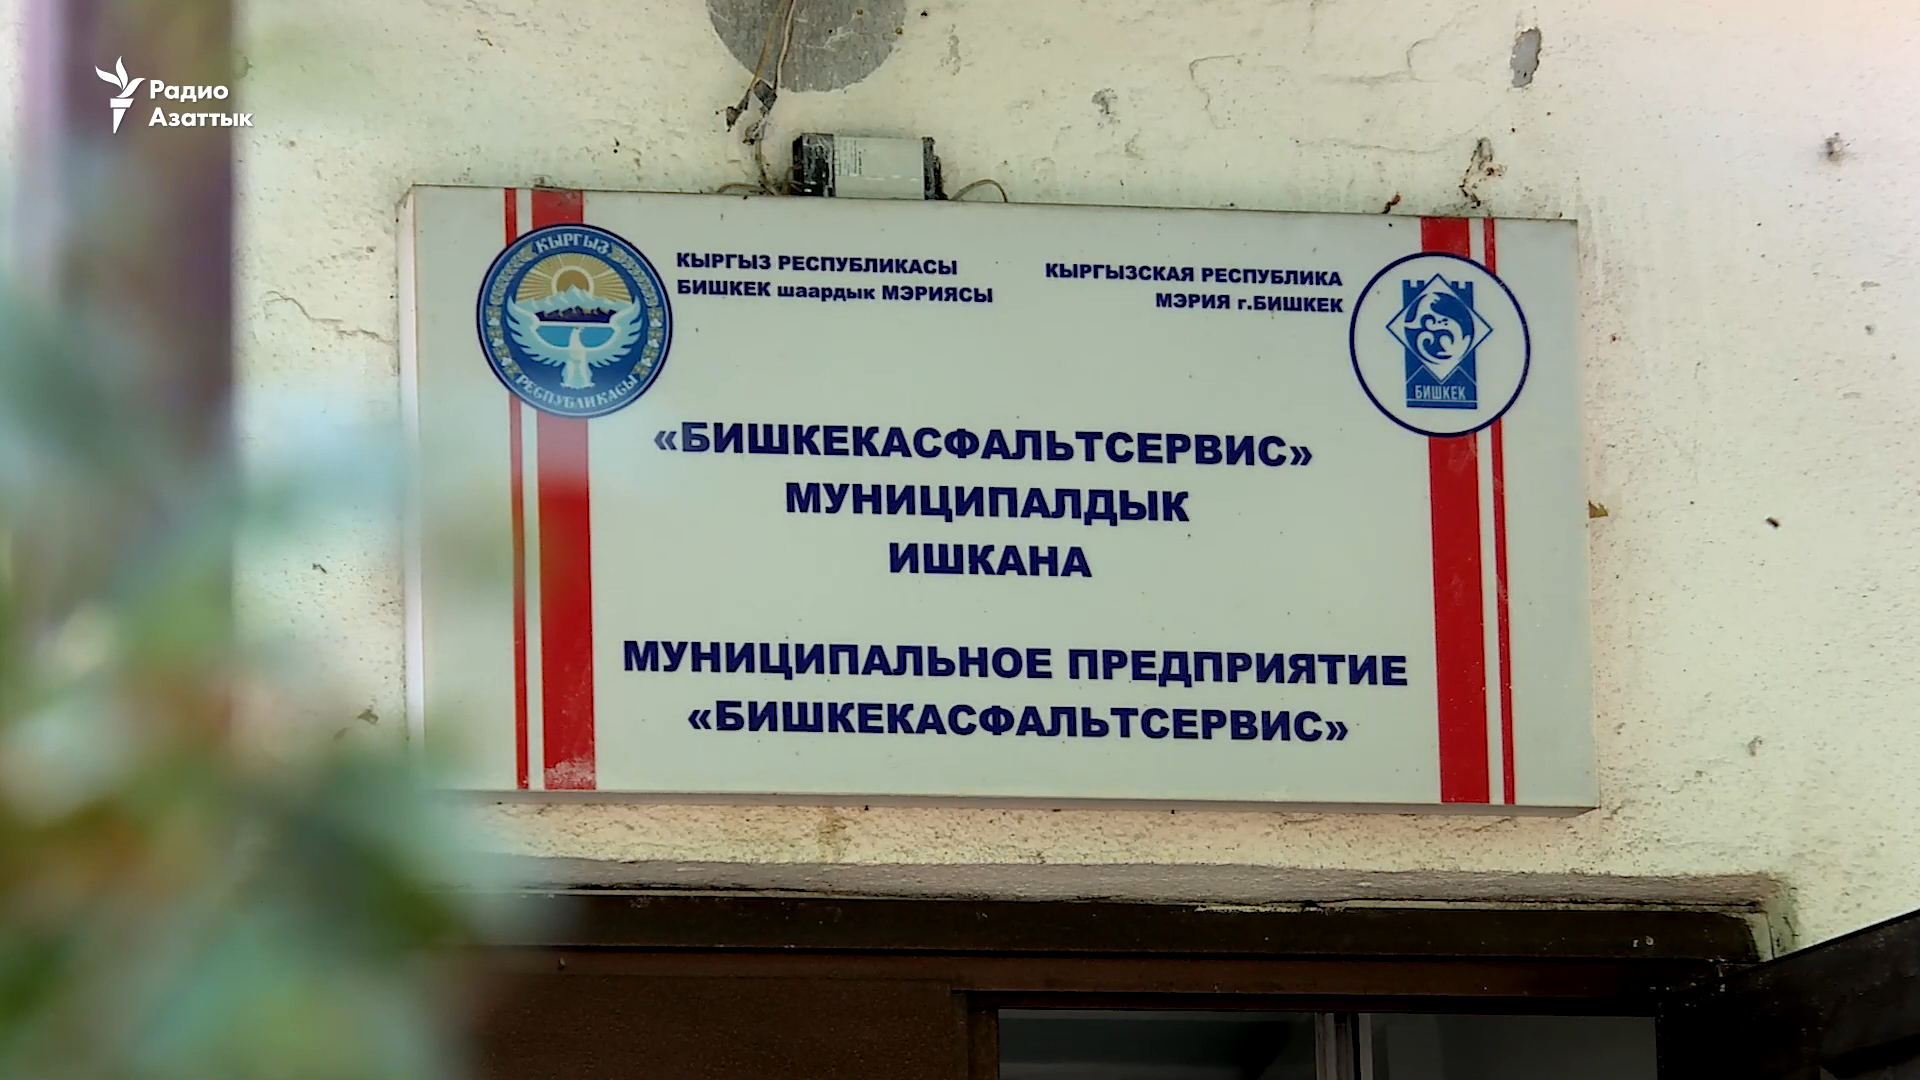 Радио
Азаттык
КЫРГЫЗ
РЕСПУБЛИКАСЫ
КЫРГЫЗ РЕСПУБЛИКАСЫ
БИШКЕК шаардык МЭРИЯСЫ
КЫРГЫЗСКАЯ РЕСПУБЛИКА
МЭРИЯ г.БИШКЕК
БИШКЕК
«БИШКЕКАСФАЛЬТСЕРВИС»
МУНИЦИПАЛДЫК
ИШКАНА
МУНИЦИПАЛЬНОЕ ПРЕДПРИЯТИЕ
«БИШКЕКАСФАЛЬТСЕРВИС»